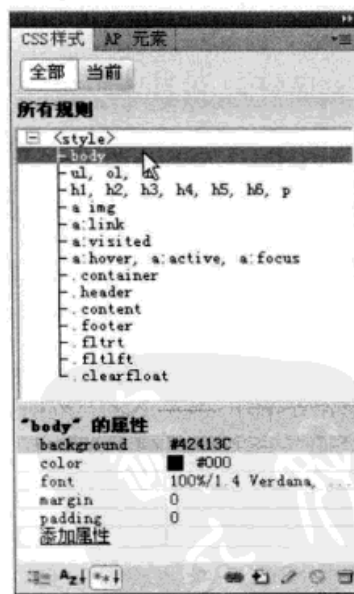 CSS样式 AP 元素
全部 当前
所有规则
<style>
body
ul, ol,
h1, h2, h3, h4, h5, h6, p
a img
a:link
a:visited
a:hover, a:active, a:focus
.container
.header
.content
.footer
.fltrt
.fltlft
.clearfloat
"body" 的属性
background #42413C
color #000
font 100%/1.4 Verdana, ...
margin 0
padding 0
添加属性